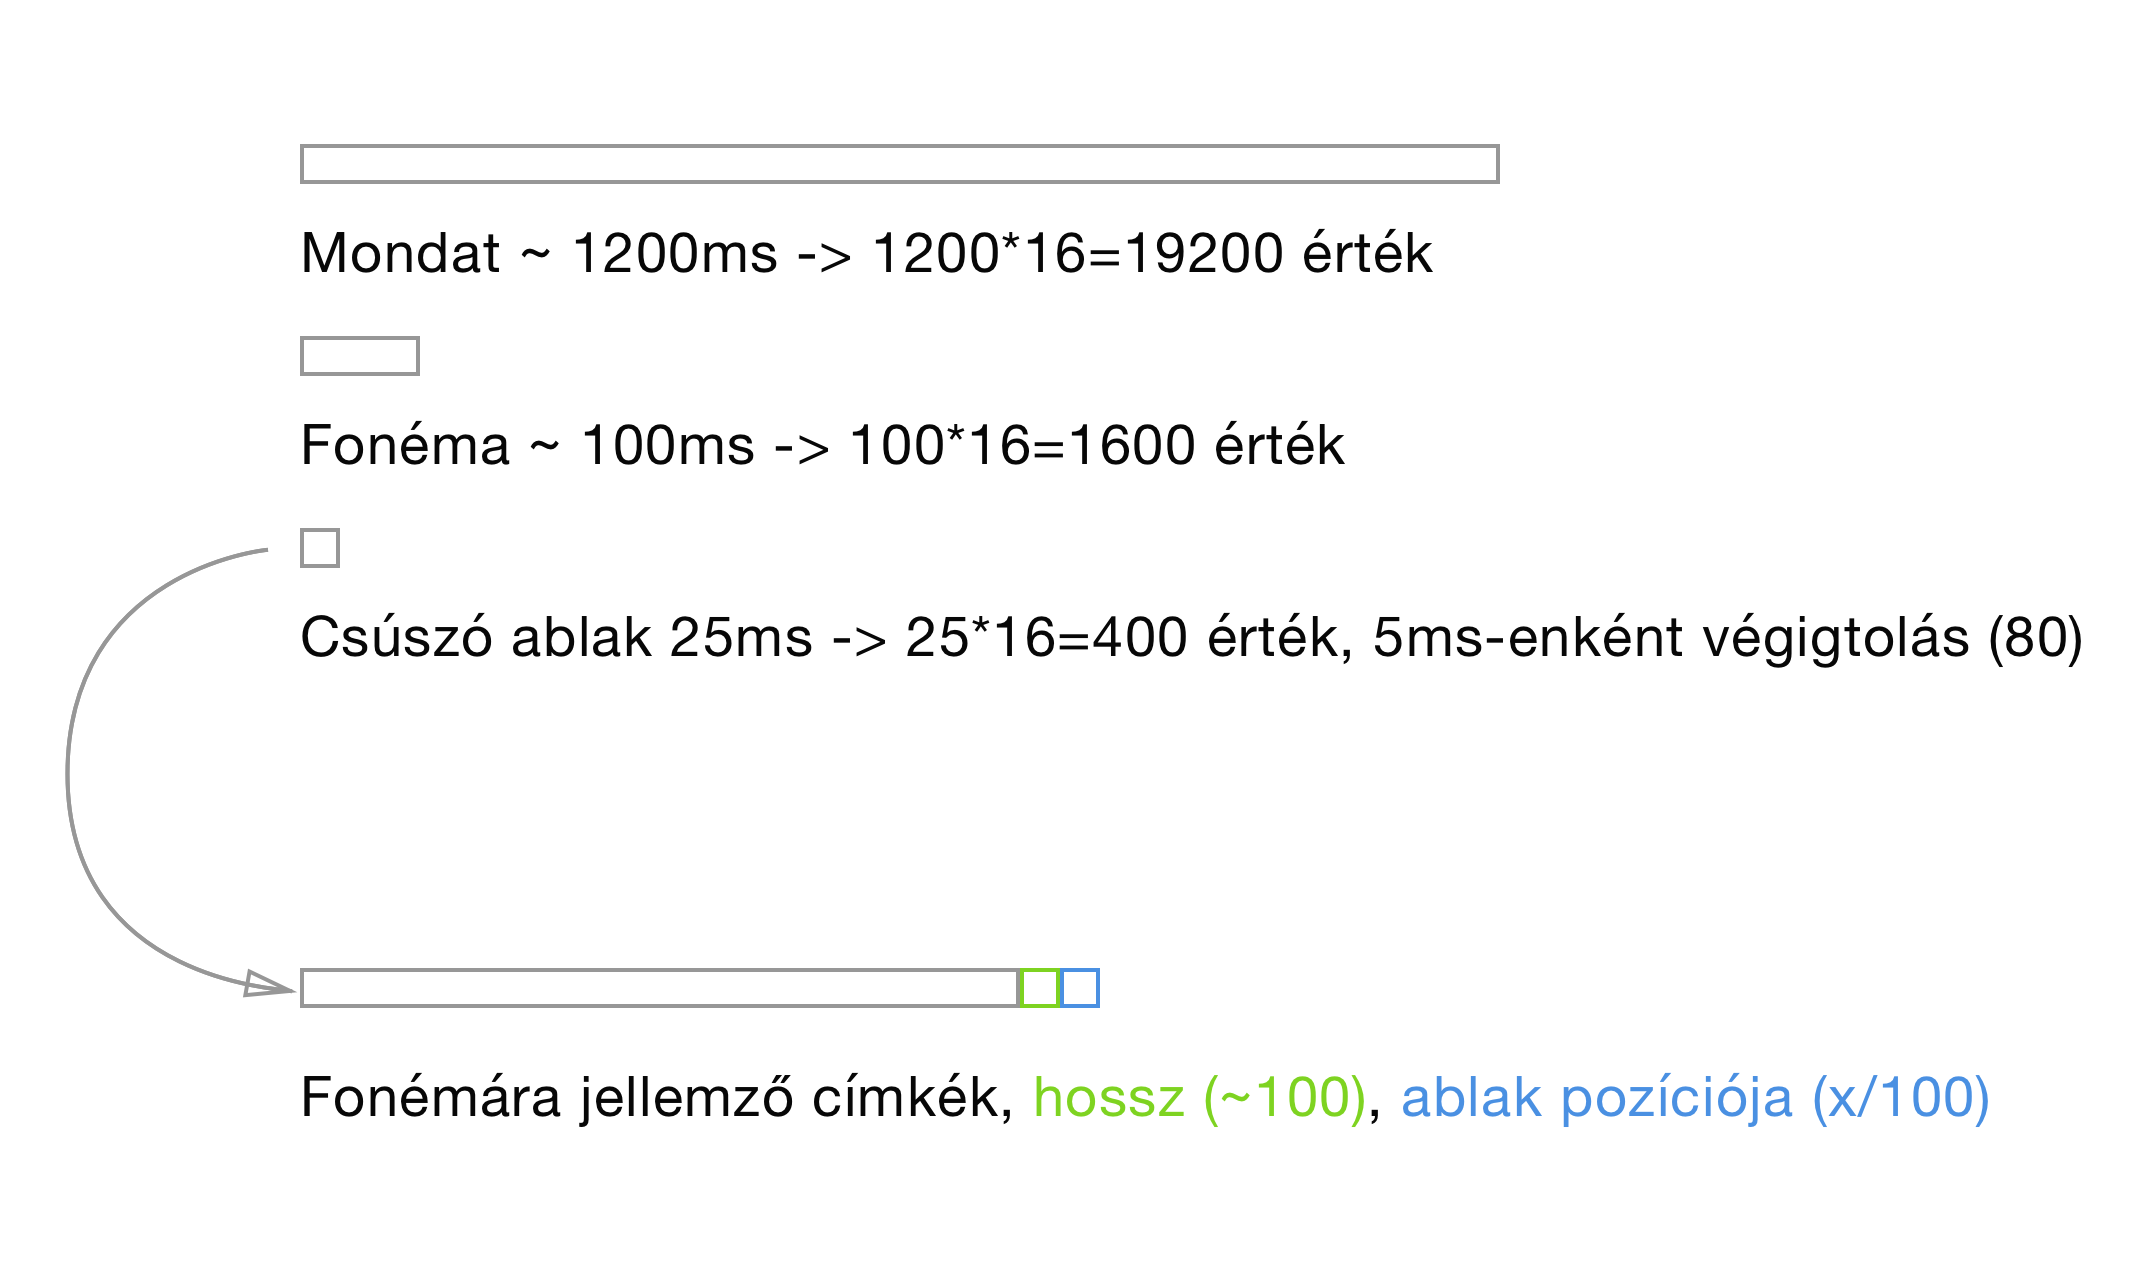 Mondat ~ 1200ms -> 1200*16=19200 érték
Fonéma ~ 100ms -> 100*16=1600 érték
Csúszó ablak 25ms -> 25*16=400 érték, 5ms-enként végigtolás (80)
Fonémára jellemző címkék, hossz (~100), ablak pozíciója (x/100)